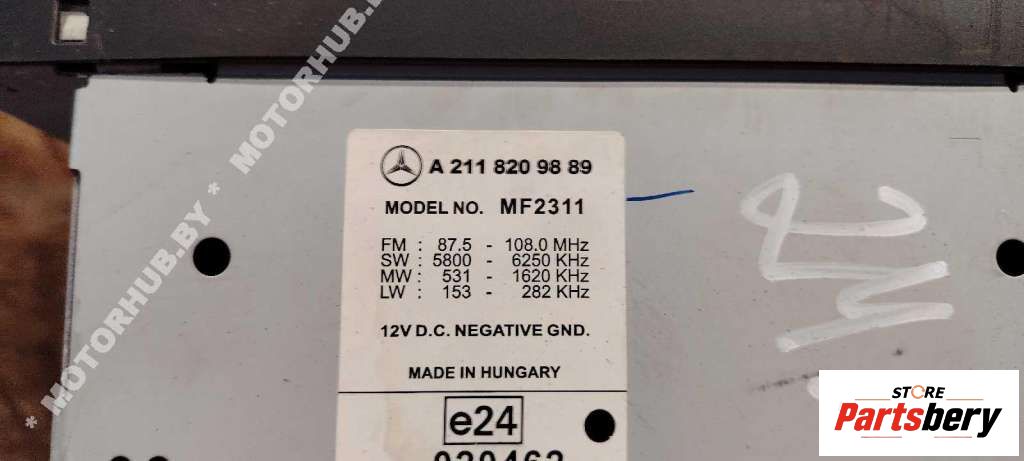 A 211 820 98 89
MODEL NO. MF2311
FM : 87.5 - 108.0 MHz
SW : 5800 - 6250 KHz
MW : 531 - 1620 KHz
LW : 153 - 282 KHz
12V D.C. NEGATIVE GND.
MADE IN HUNGARY
e24
* MOTORHUB.BY * MOTORHUB.BY
STORE
Partsbery